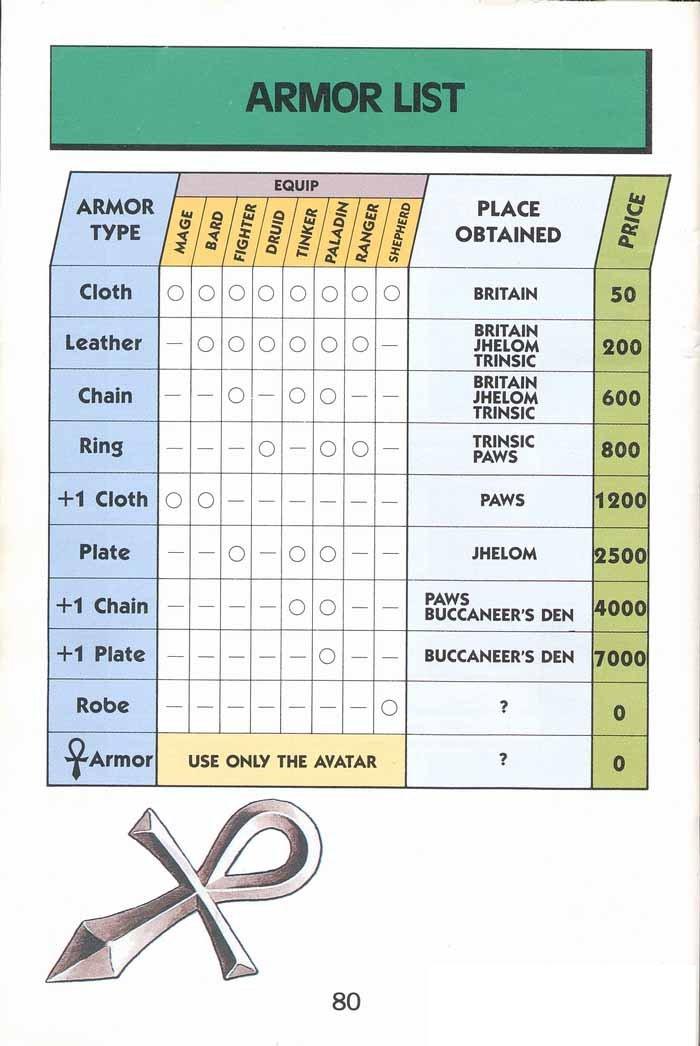 ARMOR LIST
ARMOR TYPE EQUIP PLACE OBTAINED PRICE
MAGE BARD FIGHTER DRUID TINKER PALADIN RANGER SHEPHERD
Cloth ○ ○ ○ ○ ○ ○ ○ ○ BRITAIN 50
Leather — ○ ○ ○ ○ ○ ○ — BRITAIN JHELOM TRINSIC 200
Chain — — ○ — ○ ○ — — BRITAIN JHELOM TRINSIC 600
Ring — — — ○ — ○ ○ — TRINSIC PAWS 800
+1 Cloth ○ ○ — — — — — — PAWS 1200
Plate — — ○ — ○ ○ — — JHELOM 2500
+1 Chain — — — — ○ ○ — — PAWS BUCCANEER'S DEN 4000
+1 Plate — — — — — ○ — — BUCCANEER'S DEN 7000
Robe — — — — — — — ○ ? 0
Armor USE ONLY THE AVATAR ? 0
80